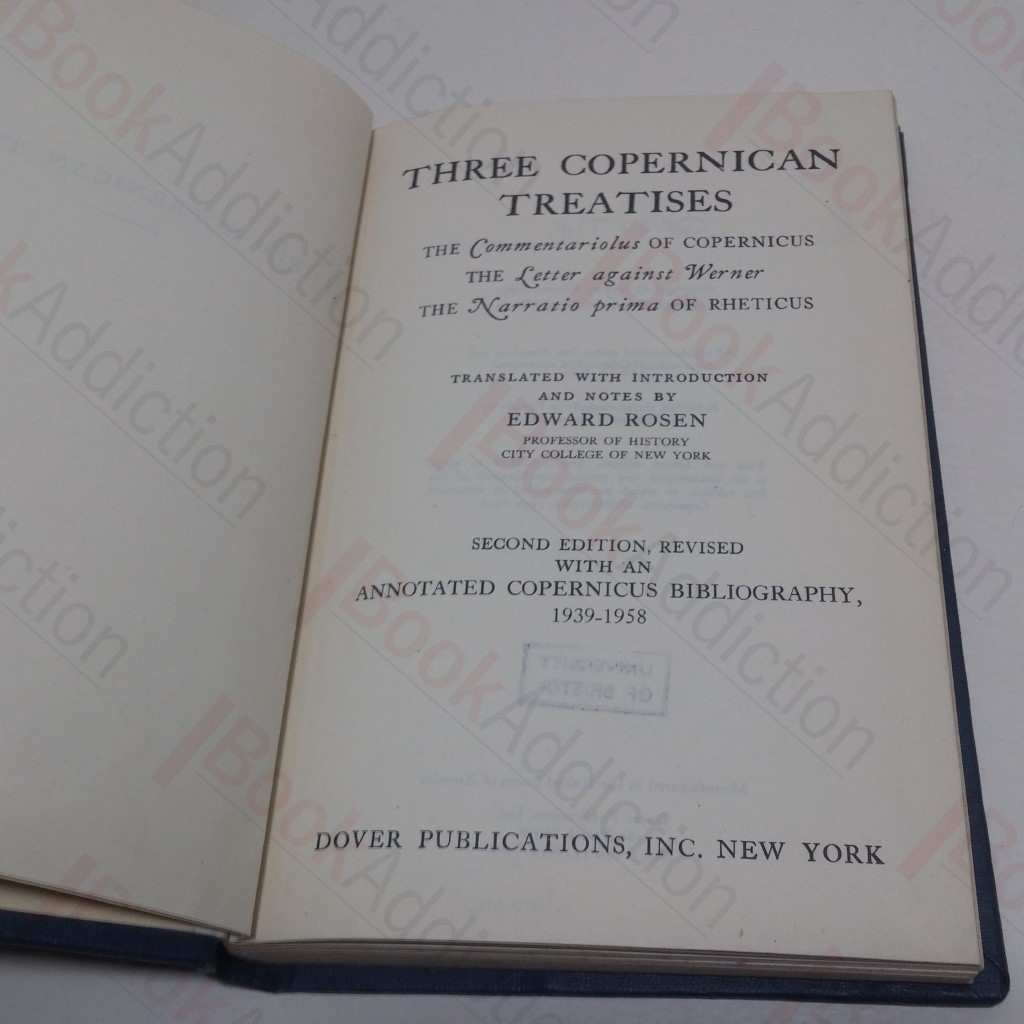 THREE COPERNICAN
TREATISES
THE Commentariolus OF COPERNICUS
THE Letter against Werner
THE Narratio prima OF RHETICUS
TRANSLATED WITH INTRODUCTION
AND NOTES BY
EDWARD ROSEN
PROFESSOR OF HISTORY
CITY COLLEGE OF NEW YORK
SECOND EDITION, REVISED
WITH AN
ANNOTATED COPERNICUS BIBLIOGRAPHY,
1939-1958
UNIVERSITY
OF BRISTOL
DOVER PUBLICATIONS, INC. NEW YORK
BookAddiction